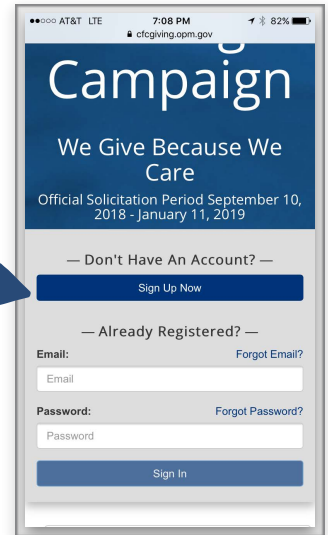 ●●○○○ AT&T LTE 7:08 PM 82%
cfcgiving.opm.gov
Campaign
We Give Because We
Care
Official Solicitation Period September 10,
2018 - January 11, 2019
— Don't Have An Account? —
Sign Up Now
— Already Registered? —
Email: Forgot Email?
Email
Password: Forgot Password?
Password
Sign In